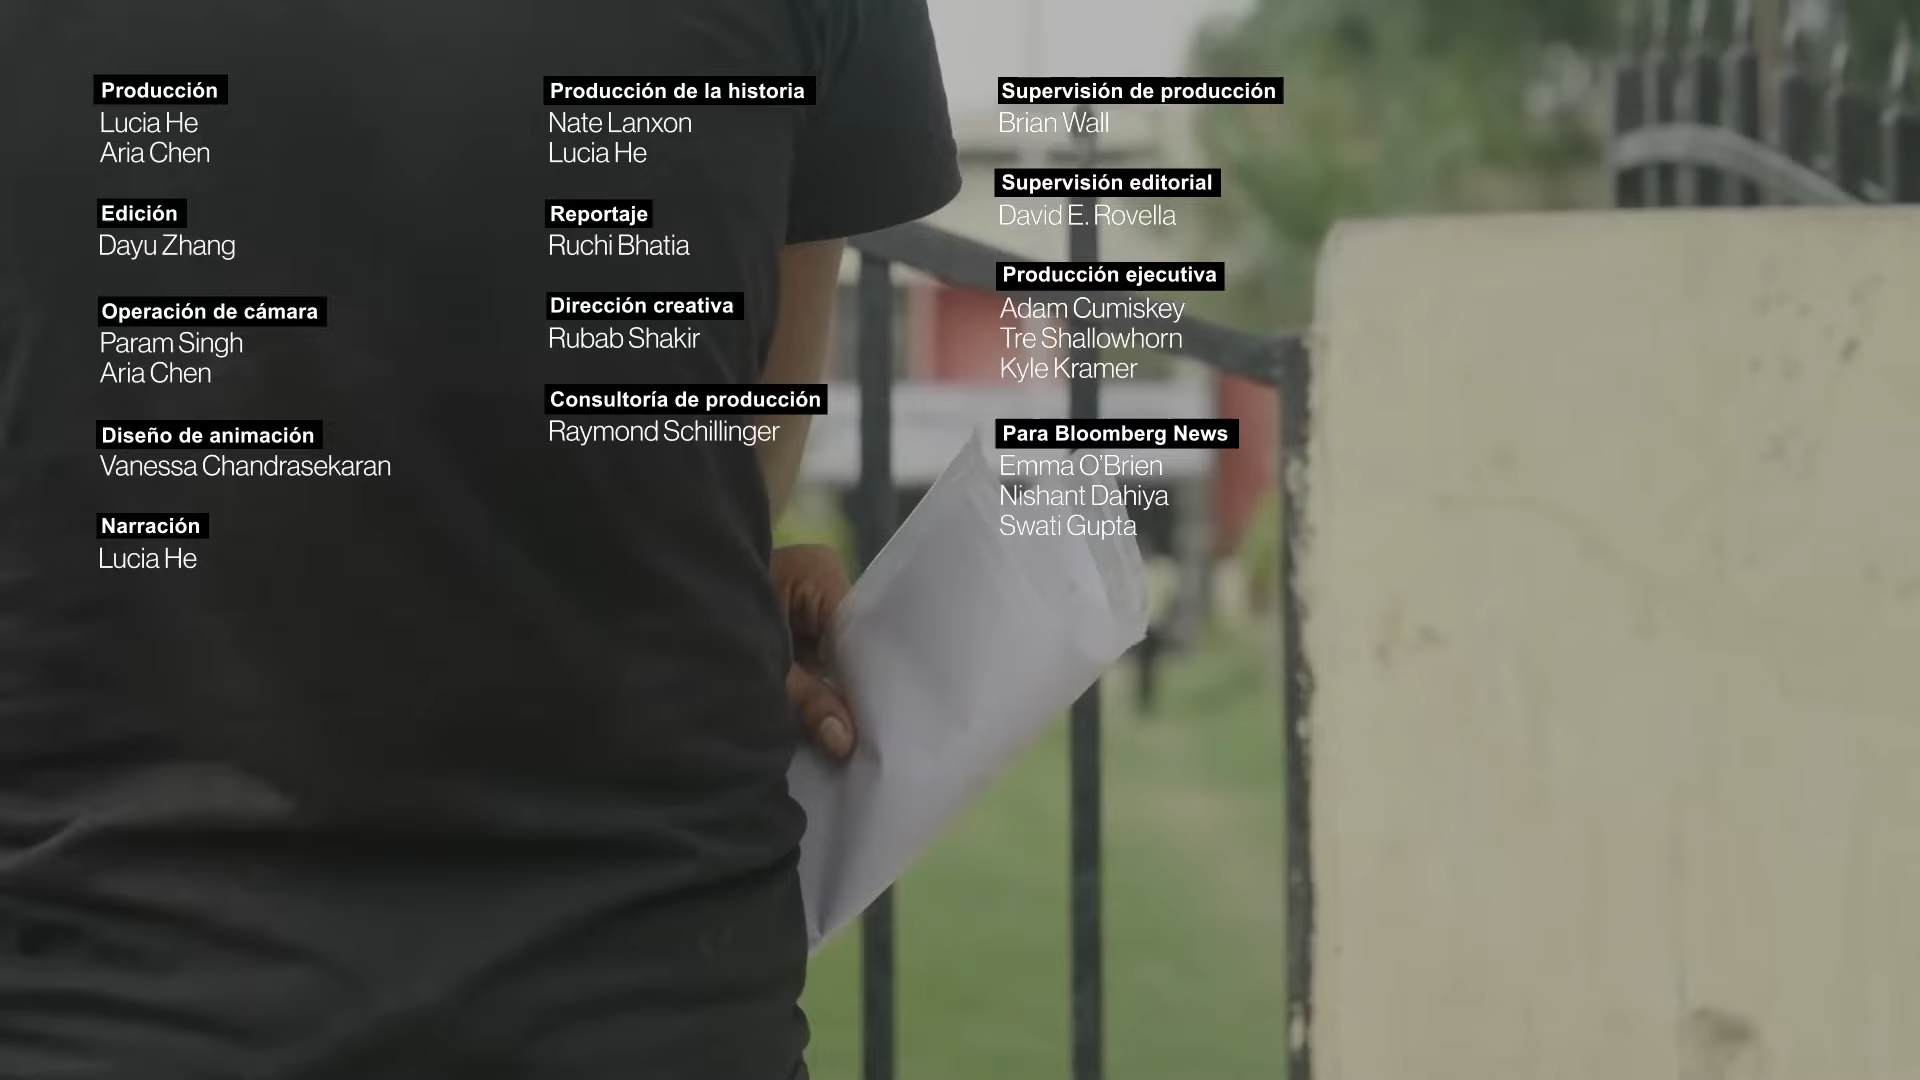 Producción
Lucia He
Aria Chen
Edición
Dayu Zhang
Operación de cámara
Param Singh
Aria Chen
Diseño de animación
Vanessa Chandrasekaran
Narración
Lucia He
Producción de la historia
Nate Lanxon
Lucia He
Reportaje
Ruchi Bhatia
Dirección creativa
Rubab Shakir
Consultoría de producción
Raymond Schillinger
Supervisión de producción
Brian Wall
Supervisión editorial
David E. Rovella
Producción ejecutiva
Adam Cumiskey
Tre Shallowhorn
Kyle Kramer
Para Bloomberg News
Emma O'Brien
Nishant Dahiya
Swati Gupta